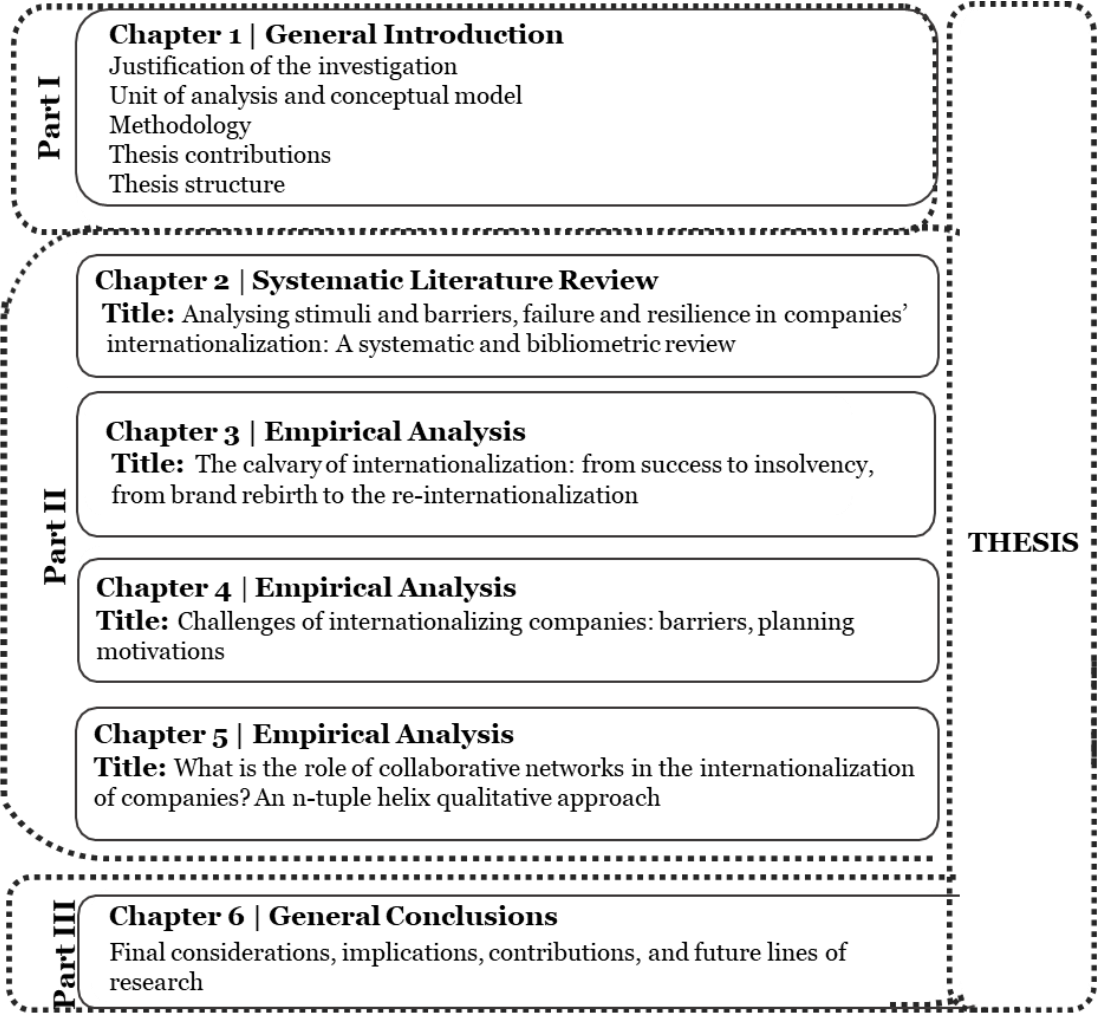 Part I
Chapter 1 | General Introduction
Justification of the investigation
Unit of analysis and conceptual model
Methodology
Thesis contributions
Thesis structure
Part II
Chapter 2 | Systematic Literature Review
Title: Analysing stimuli and barriers, failure and resilience in companies’
internationalization: A systematic and bibliometric review
Chapter 3 | Empirical Analysis
Title: The calvary of internationalization: from success to insolvency,
from brand rebirth to the re-internationalization
Chapter 4 | Empirical Analysis
Title: Challenges of internationalizing companies: barriers, planning
motivations
Chapter 5 | Empirical Analysis
Title: What is the role of collaborative networks in the internationalization
of companies? An n-tuple helix qualitative approach
Part III
Chapter 6 | General Conclusions
Final considerations, implications, contributions, and future lines of
research
THESIS